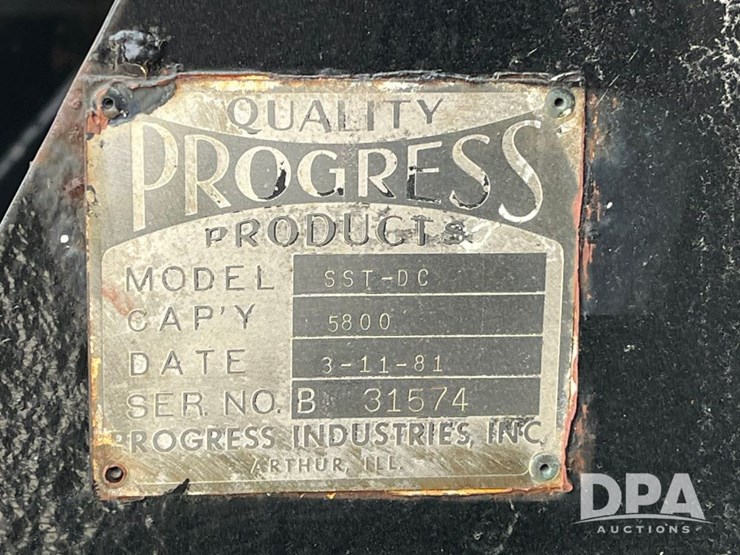 QUALITY
PROGRESS
PRODUCTS
MODEL SST-DC
CAP'Y 5800
DATE 3-11-81
SER. NO. B 31574
PROGRESS INDUSTRIES, INC.
ARTHUR, ILL.
DPA
AUCTIONS